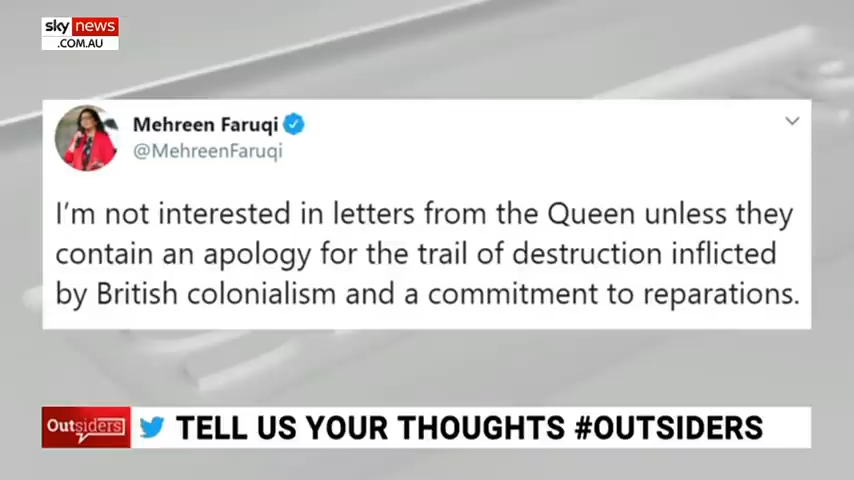 sky news
.COM.AU
Mehreen Faruqi
@MehreenFaruqi
I'm not interested in letters from the Queen unless they
contain an apology for the trail of destruction inflicted
by British colonialism and a commitment to reparations.
Outsiders
TELL US YOUR THOUGHTS #OUTSIDERS